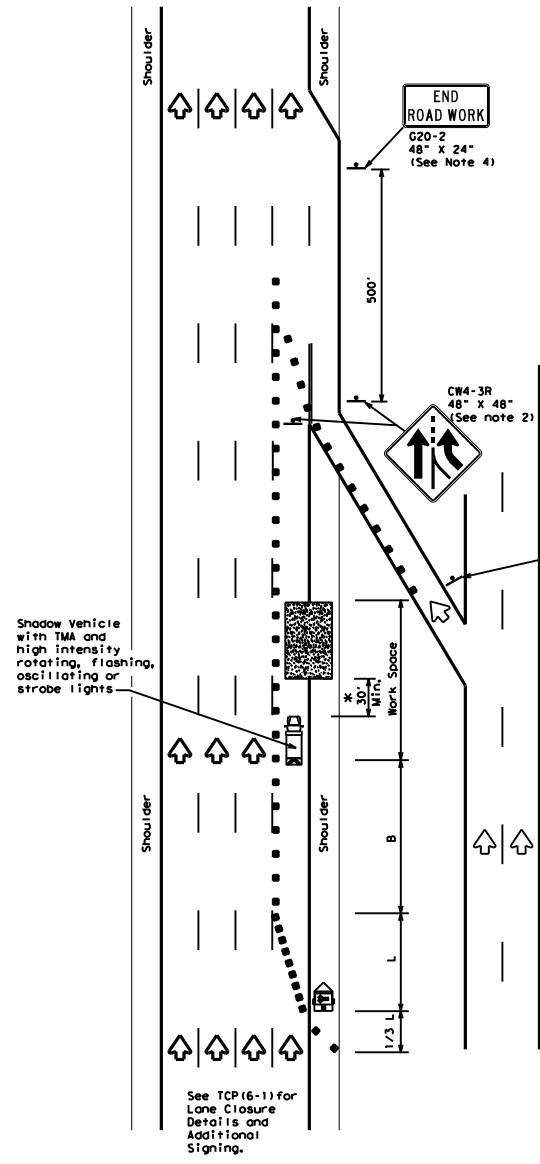 Shoulder
Shoulder
END
ROAD WORK
G20-2
48" X 24"
(See Note 4)
500'
CW4-3R
48" X 48"
(See note 2)
Shadow Vehicle
with TMA and
high intensity
rotating, flashing,
oscillating or
strobe lights
*
30'
Min.
Work Space
Shoulder
Shoulder
B
L
1/3 L
See TCP(6-1)for
Lane Closure
Details and
Additional
Signing.